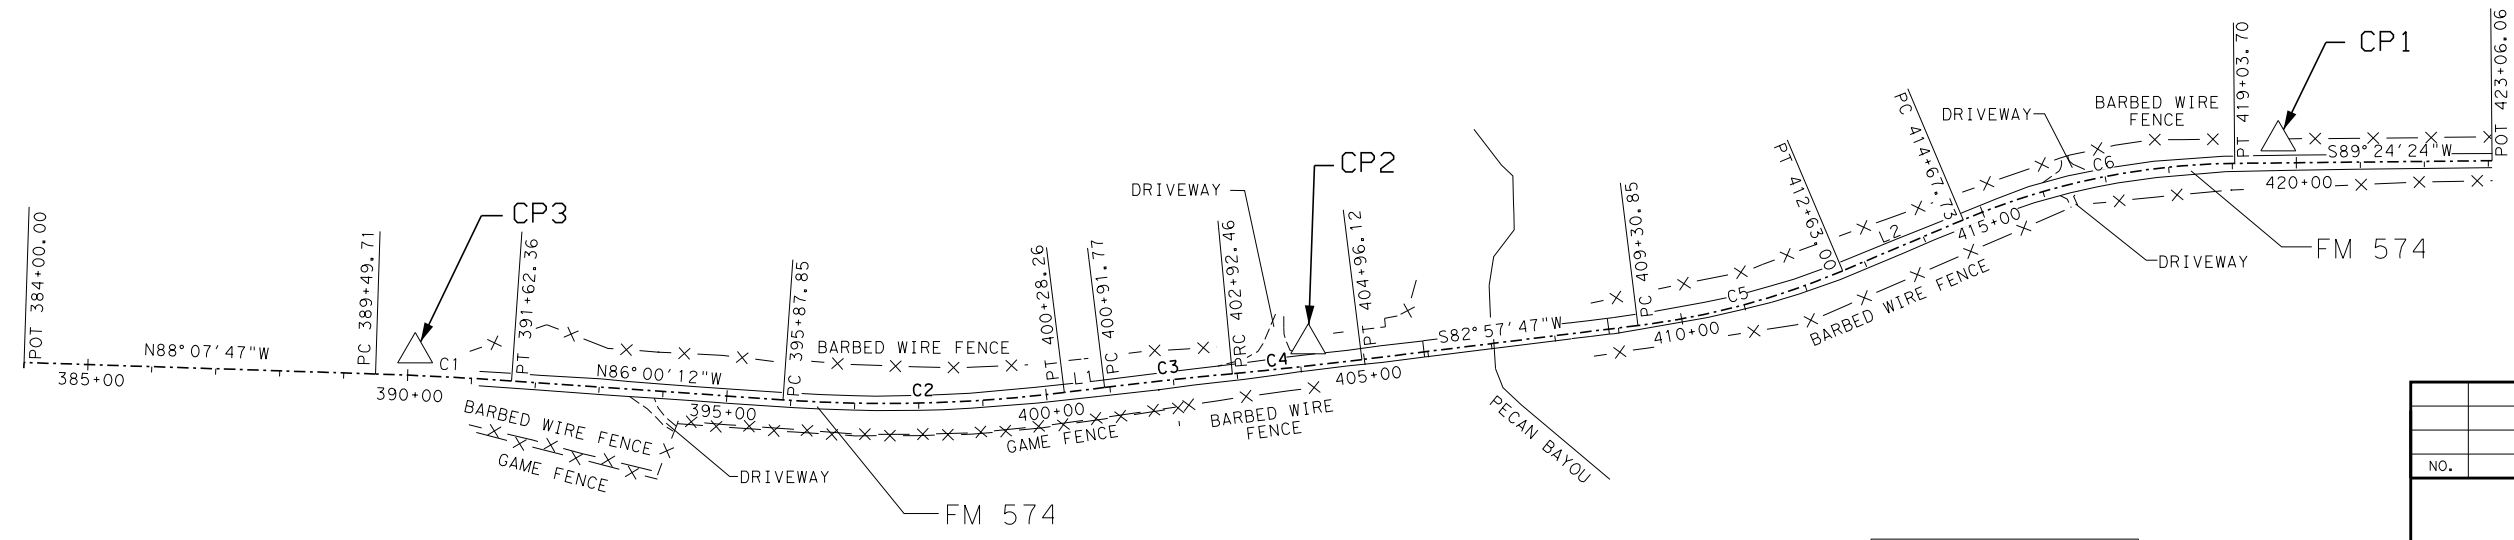 POT 384+00.00
385+00
N88°07'47"W
PC 389+49.71
390+00
CP3
C1
PT 391+62.36
N86°00'12"W
395+00
BARBED WIRE FENCE
GAME FENCE
DRIVEWAY
PC 395+87.85
BARBED WIRE FENCE
C2
FM 574
GAME FENCE
400+00
PT 400+28.26
L1
PC 400+91.77
C3
DRIVEWAY
PRC 402+92.46
C4
BARBED WIRE
FENCE
CP2
PT 404+96.12
405+00
S82°57'47"W
PECAN BAYOU
PC 409+30.85
410+00
C5
PT 412+63.00
BARBED WIRE FENCE
L2
PC 414+67.73
415+00
DRIVEWAY
C6
BARBED WIRE
FENCE
DRIVEWAY
PT 419+03.70
420+00
FM 574
CP1
S89°24'24"W
POT 423+06.06
NO.